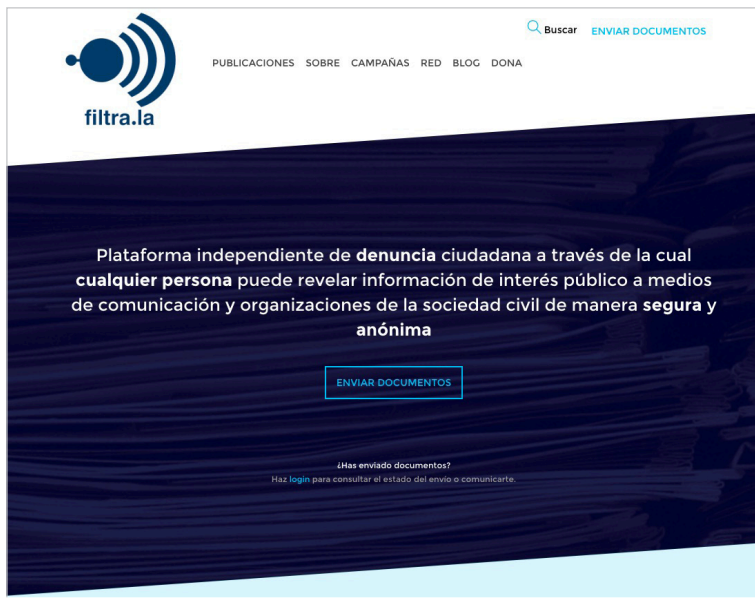 Buscar ENVIAR DOCUMENTOS
PUBLICACIONES SOBRE CAMPAÑAS RED BLOG DONA
filtra.la
Plataforma independiente de denuncia ciudadana a través de la cual
cualquier persona puede revelar información de interés público a medios
de comunicación y organizaciones de la sociedad civil de manera segura y
anónima
ENVIAR DOCUMENTOS
¿Has enviado documentos?
Haz login para consultar el estado del envío o comunicarte.